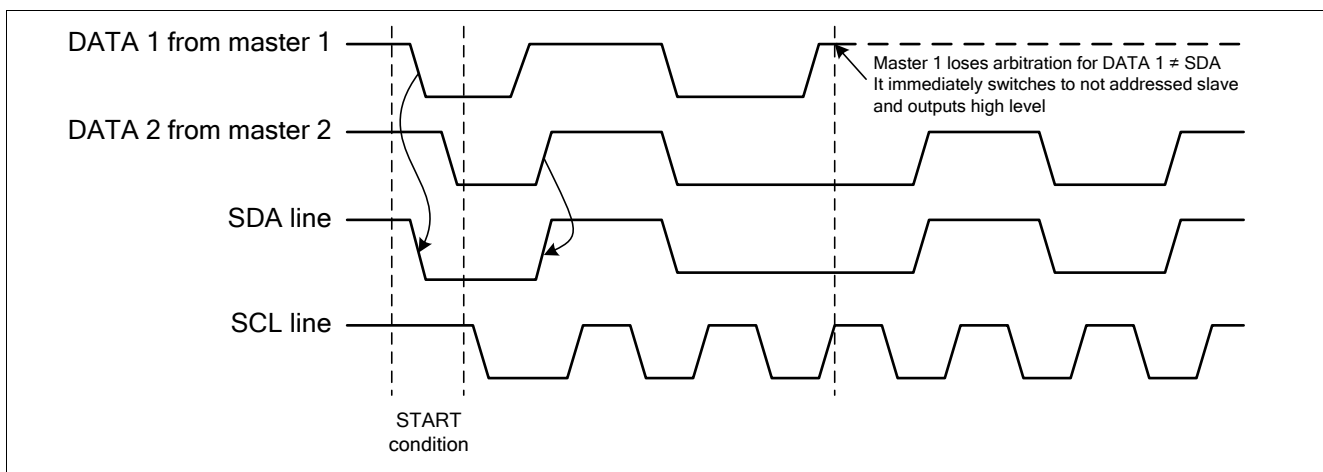 DATA 1 from master 1
Master 1 loses arbitration for DATA 1 ≠ SDA
It immediately switches to not addressed slave
and outputs high level
DATA 2 from master 2
SDA line
SCL line
START
condition